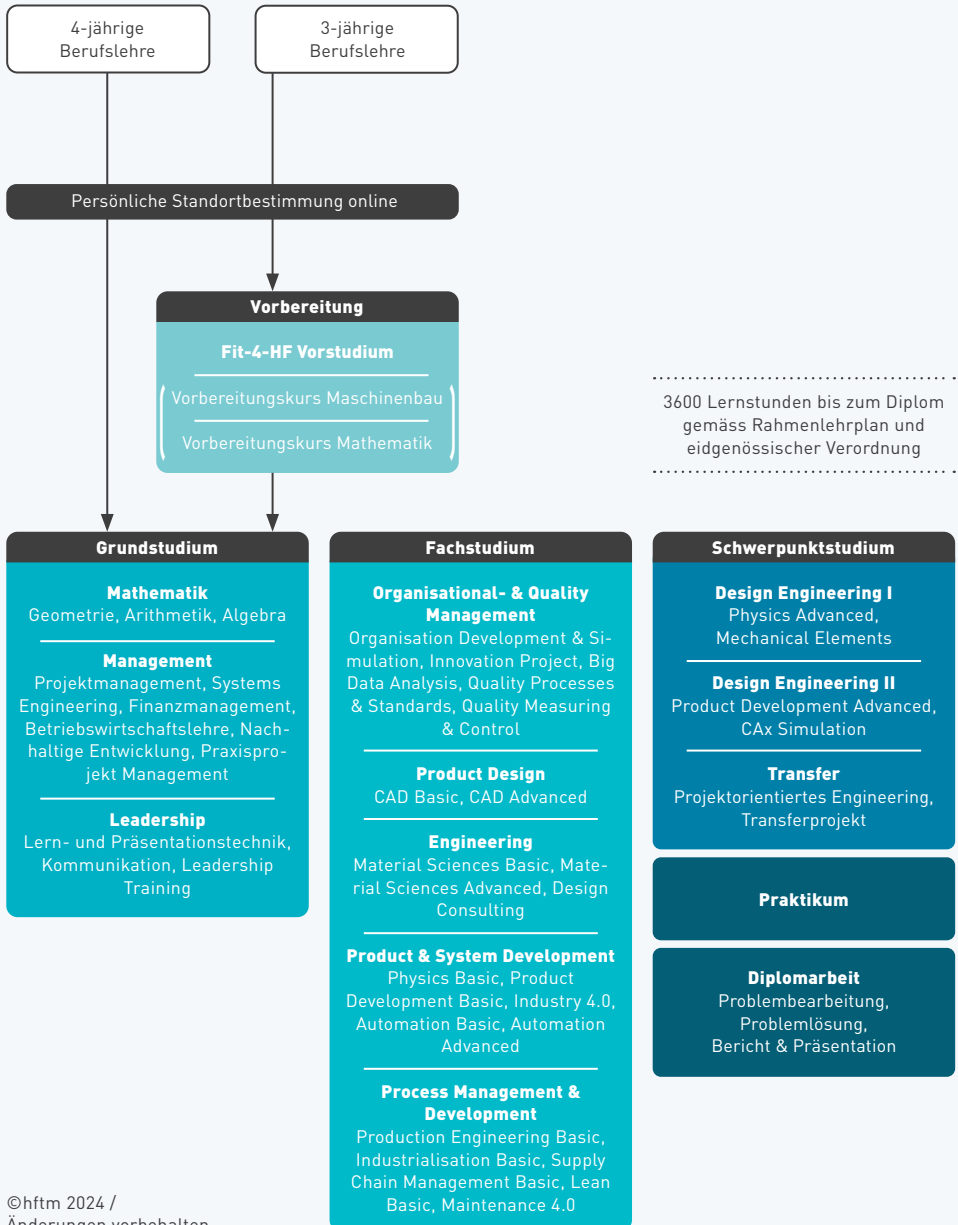 4-jährige
Berufslehre
3-jährige
Berufslehre
Persönliche Standortbestimmung online
Vorbereitung
Fit-4-HF Vorstudium
Vorbereitungskurs Maschinenbau
Vorbereitungskurs Mathematik
3600 Lernstunden bis zum Diplom
gemäss Rahmenlehrplan und
eidgenössischer Verordnung
Grundstudium
Mathematik
Geometrie, Arithmetik, Algebra
Management
Projektmanagement, Systems
Engineering, Finanzmanagement,
Betriebswirtschaftslehre, Nach-
haltige Entwicklung, Praxispro-
jekt Management
Leadership
Lern- und Präsentationstechnik,
Kommunikation, Leadership
Training
Fachstudium
Organisational- & Quality
Management
Organisation Development & Si-
mulation, Innovation Project, Big
Data Analysis, Quality Processes
& Standards, Quality Measuring
& Control
Product Design
CAD Basic, CAD Advanced
Engineering
Material Sciences Basic, Mate-
rial Sciences Advanced, Design
Consulting
Product & System Development
Physics Basic, Product
Development Basic, Industry 4.0,
Automation Basic, Automation
Advanced
Process Management &
Development
Production Engineering Basic,
Industrialisation Basic, Supply
Chain Management Basic, Lean
Basic, Maintenance 4.0
Schwerpunktstudium
Design Engineering I
Physics Advanced,
Mechanical Elements
Design Engineering II
Product Development Advanced,
CAx Simulation
Transfer
Projektorientiertes Engineering,
Transferprojekt
Praktikum
Diplomarbeit
Problembearbeitung,
Problemlösung,
Bericht & Präsentation
©hftm 2024 /
Änderungen vorbehalten